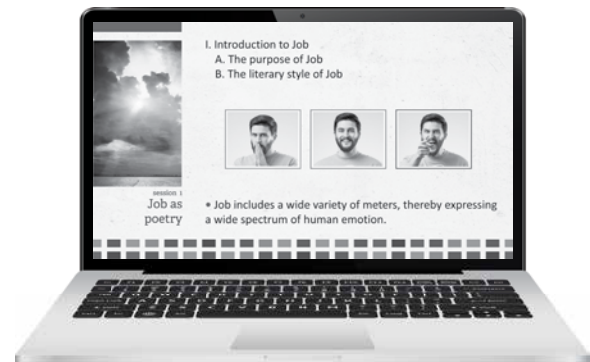 I. Introduction to Job
A. The purpose of Job
B. The literary style of Job
session 1
Job as
poetry
• Job includes a wide variety of meters, thereby expressing
a wide spectrum of human emotion.